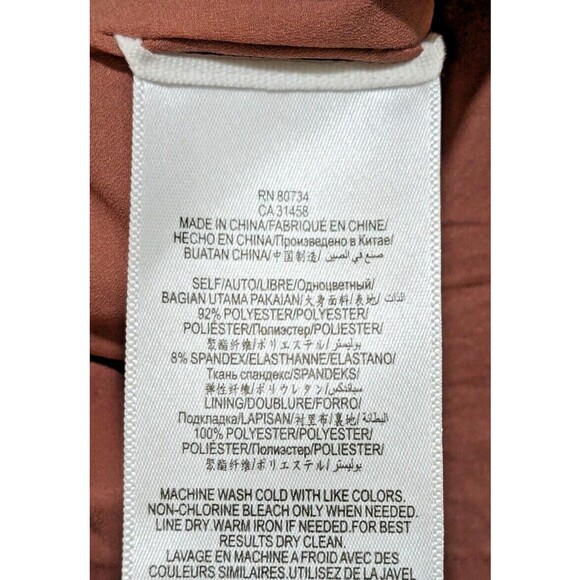 RN 80734
CA 31458
MADE IN CHINA/FABRIQUÉ EN CHINE/
HECHO EN CHINA/Произведено в Китае/
BUATAN CHINA/中国制造/ صنع في الصين/
SELF/AUTO/LIBRE/Одноцветный/
BAGIAN UTAMA PAKAIAN/大身面料/表地/ الذات
92% POLYESTER/POLYESTER/
POLIÉSTER/Полиэстер/POLIESTER/
聚酯纤维/ポリエステル/ بوليستر
8% SPANDEX/ELASTHANNE/ELASTANO/
Ткань спандекс/SPANDEKS/
弹性纤维/ポリウレタン/سباندكس
LINING/DOUBLURE/FORRO/
Подкладка/LAPISAN/衬里布/裏地/ البطانة
100% POLYESTER/POLYESTER/
POLIÉSTER/Полиэстер/POLIESTER/
聚酯纤维/ポリエステル/ بوليستر
MACHINE WASH COLD WITH LIKE COLORS.
NON-CHLORINE BLEACH ONLY WHEN NEEDED.
LINE DRY.WARM IRON IF NEEDED.FOR BEST
RESULTS DRY CLEAN.
LAVAGE EN MACHINE A FROID AVEC DES
COULEURS SIMILAIRES.UTILISEZ DE LA JAVEL